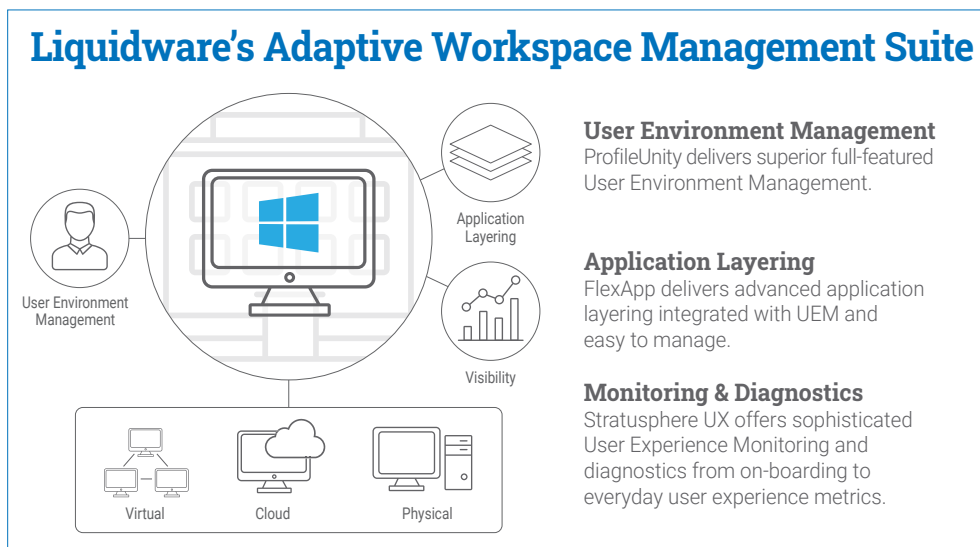 Liquidware's Adaptive Workspace Management Suite
User Environment
Management
Application
Layering
Visibility
Virtual
Cloud
Physical
User Environment Management
ProfileUnity delivers superior full-featured
User Environment Management.
Application Layering
FlexApp delivers advanced application
layering integrated with UEM and
easy to manage.
Monitoring & Diagnostics
Stratusphere UX offers sophisticated
User Experience Monitoring and
diagnostics from on-boarding to
everyday user experience metrics.